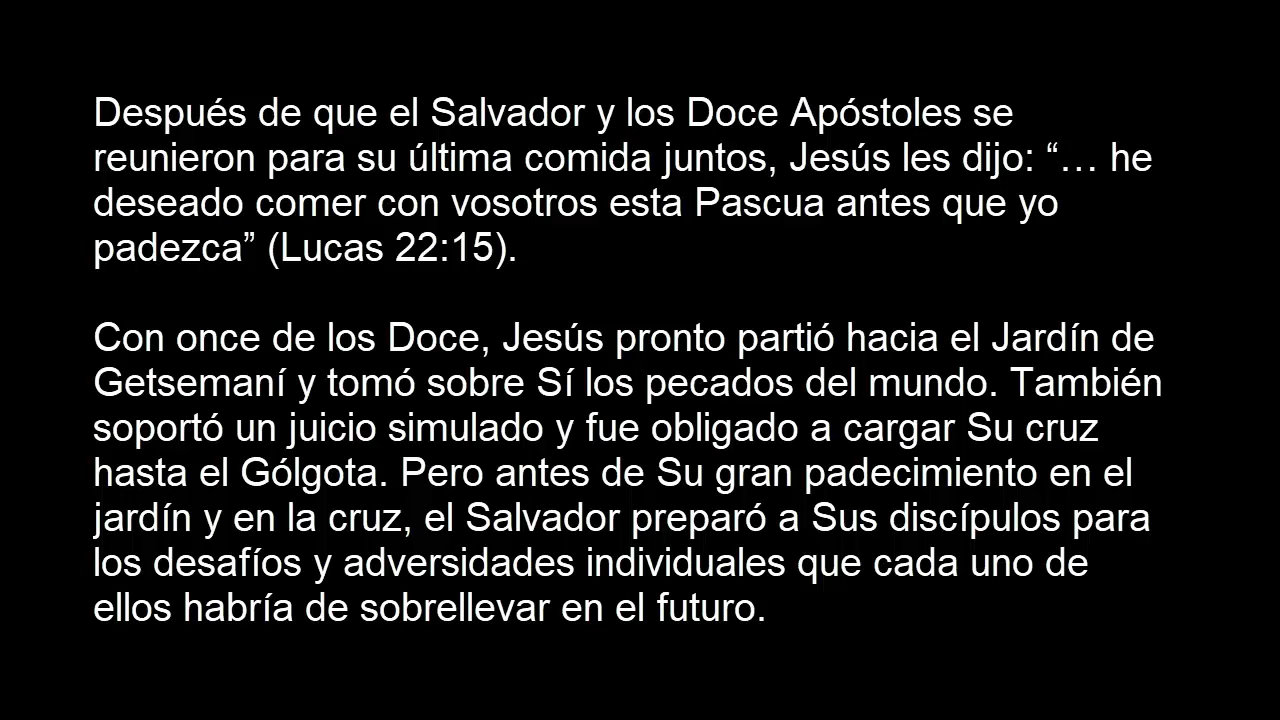 Después de que el Salvador y los Doce Apóstoles se
reunieron para su última comida juntos, Jesús les dijo: “… he
deseado comer con vosotros esta Pascua antes que yo
padezca” (Lucas 22:15).
Con once de los Doce, Jesús pronto partió hacia el Jardín de
Getsemaní y tomó sobre Sí los pecados del mundo. También
soportó un juicio simulado y fue obligado a cargar Su cruz
hasta el Gólgota. Pero antes de Su gran padecimiento en el
jardín y en la cruz, el Salvador preparó a Sus discípulos para
los desafíos y adversidades individuales que cada uno de
ellos habría de sobrellevar en el futuro.